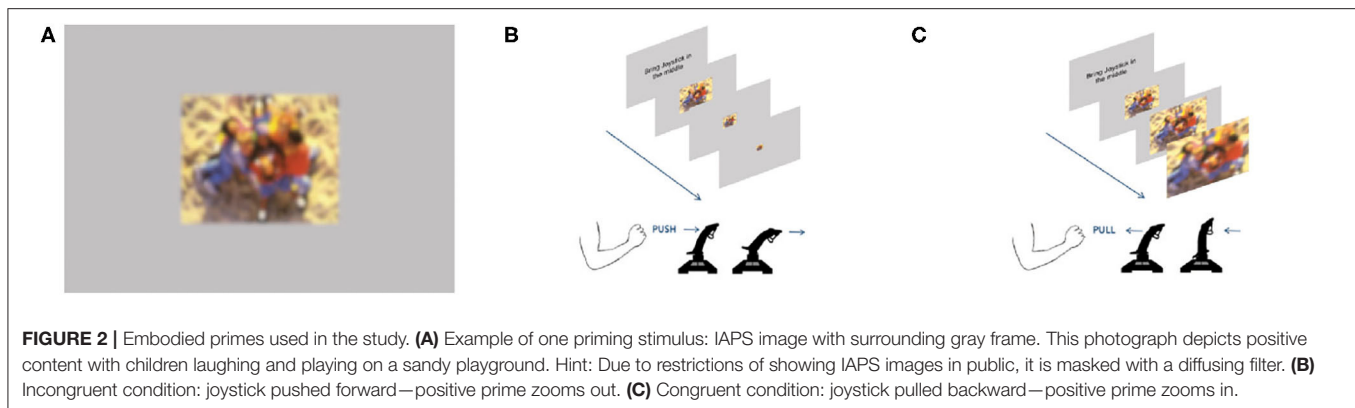 A
B
C
Bring Joystick in
the middle
Bring Joystick in
the middle
PUSH
PULL
FIGURE 2 | Embodied primes used in the study. (A) Example of one priming stimulus: IAPS image with surrounding gray frame. This photograph depicts positive
content with children laughing and playing on a sandy playground. Hint: Due to restrictions of showing IAPS images in public, it is masked with a diffusing filter. (B)
Incongruent condition: joystick pushed forward—positive prime zooms out. (C) Congruent condition: joystick pulled backward—positive prime zooms in.